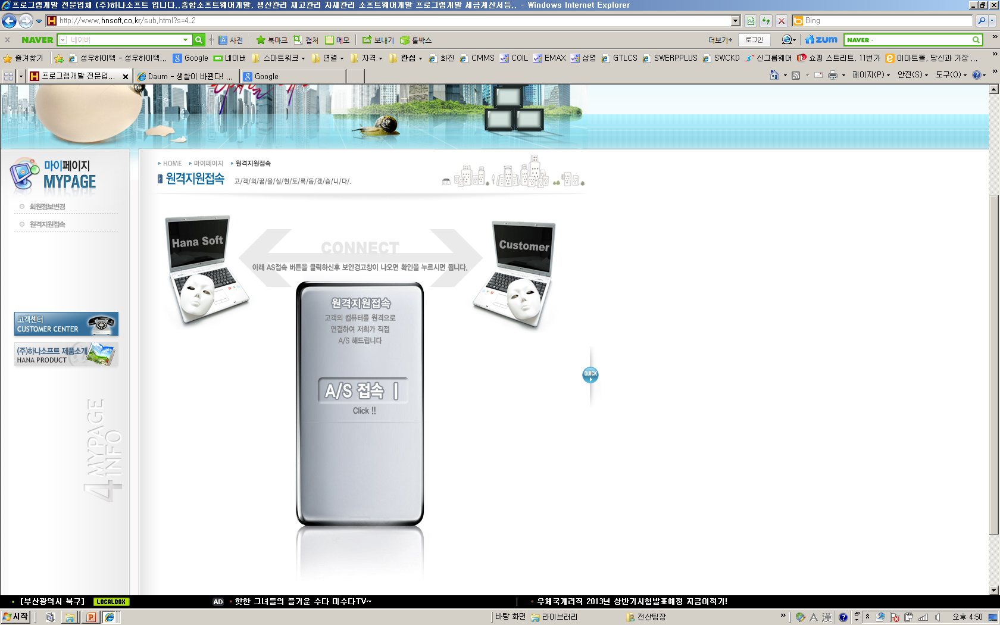 프로그램개발 전문업체 (주)하나소프트 입니다..종합소프트웨어개발, 생산관리 재고관리 자재관리 소프트웨어개발 프로그램개발 세금계산서등.. - Windows Internet Explorer
http://www.hnsoft.co.kr/sub.html?s=4_2
Bing
NAVER 네이버 사전 북마크 캡처 메모 보내기 툴박스 더보기+ 로그인 zum NAVER
즐겨찾기 성우하이텍 - 성우하이텍... Google 네이버 스마트워크 연결 자격 관심 화진 CMMS COIL EMAX 삼영 GTLCS SWERPPLUS SWCKD 신그룹웨어 쇼핑 스트리트, 11번가 이마트몰, 당신과 가장 ...
프로그램개발 전문업... Daum - 생활이 바뀐다! ... Google 페이지(P) 안전(S) 도구(O)
마이페이지
MYPAGE
회원정보변경
원격지원접속
고객센터
CUSTOMER CENTER
(주)하나소프트 제품소개
HANA PRODUCT
4 MYPAGE INFO
HOME 마이페이지 원격지원접속
원격지원접속 고/객/의/꿈/을/실/현/토/록/돕/겠/습/니/다/.
Hana Soft
CONNECT
Customer
아래 AS접속 버튼을 클릭하신후 보안경고창이 나오면 확인을 누르시면 됩니다.
원격지원접속
고객의 컴퓨터를 원격으로
연결하여 저희가 직접
A/S 해드립니다
A/S 접속
Click !!
QUICK
[부산광역시 북구] LOCALBOX AD 핫한 그녀들의 즐거운 수다 미수다TV~ 우체국계리직 2013년 상반기시험발표예정 지금이적기!
시작 바탕 화면 라이브러리 전산팀장 A 漢 오후 4:50